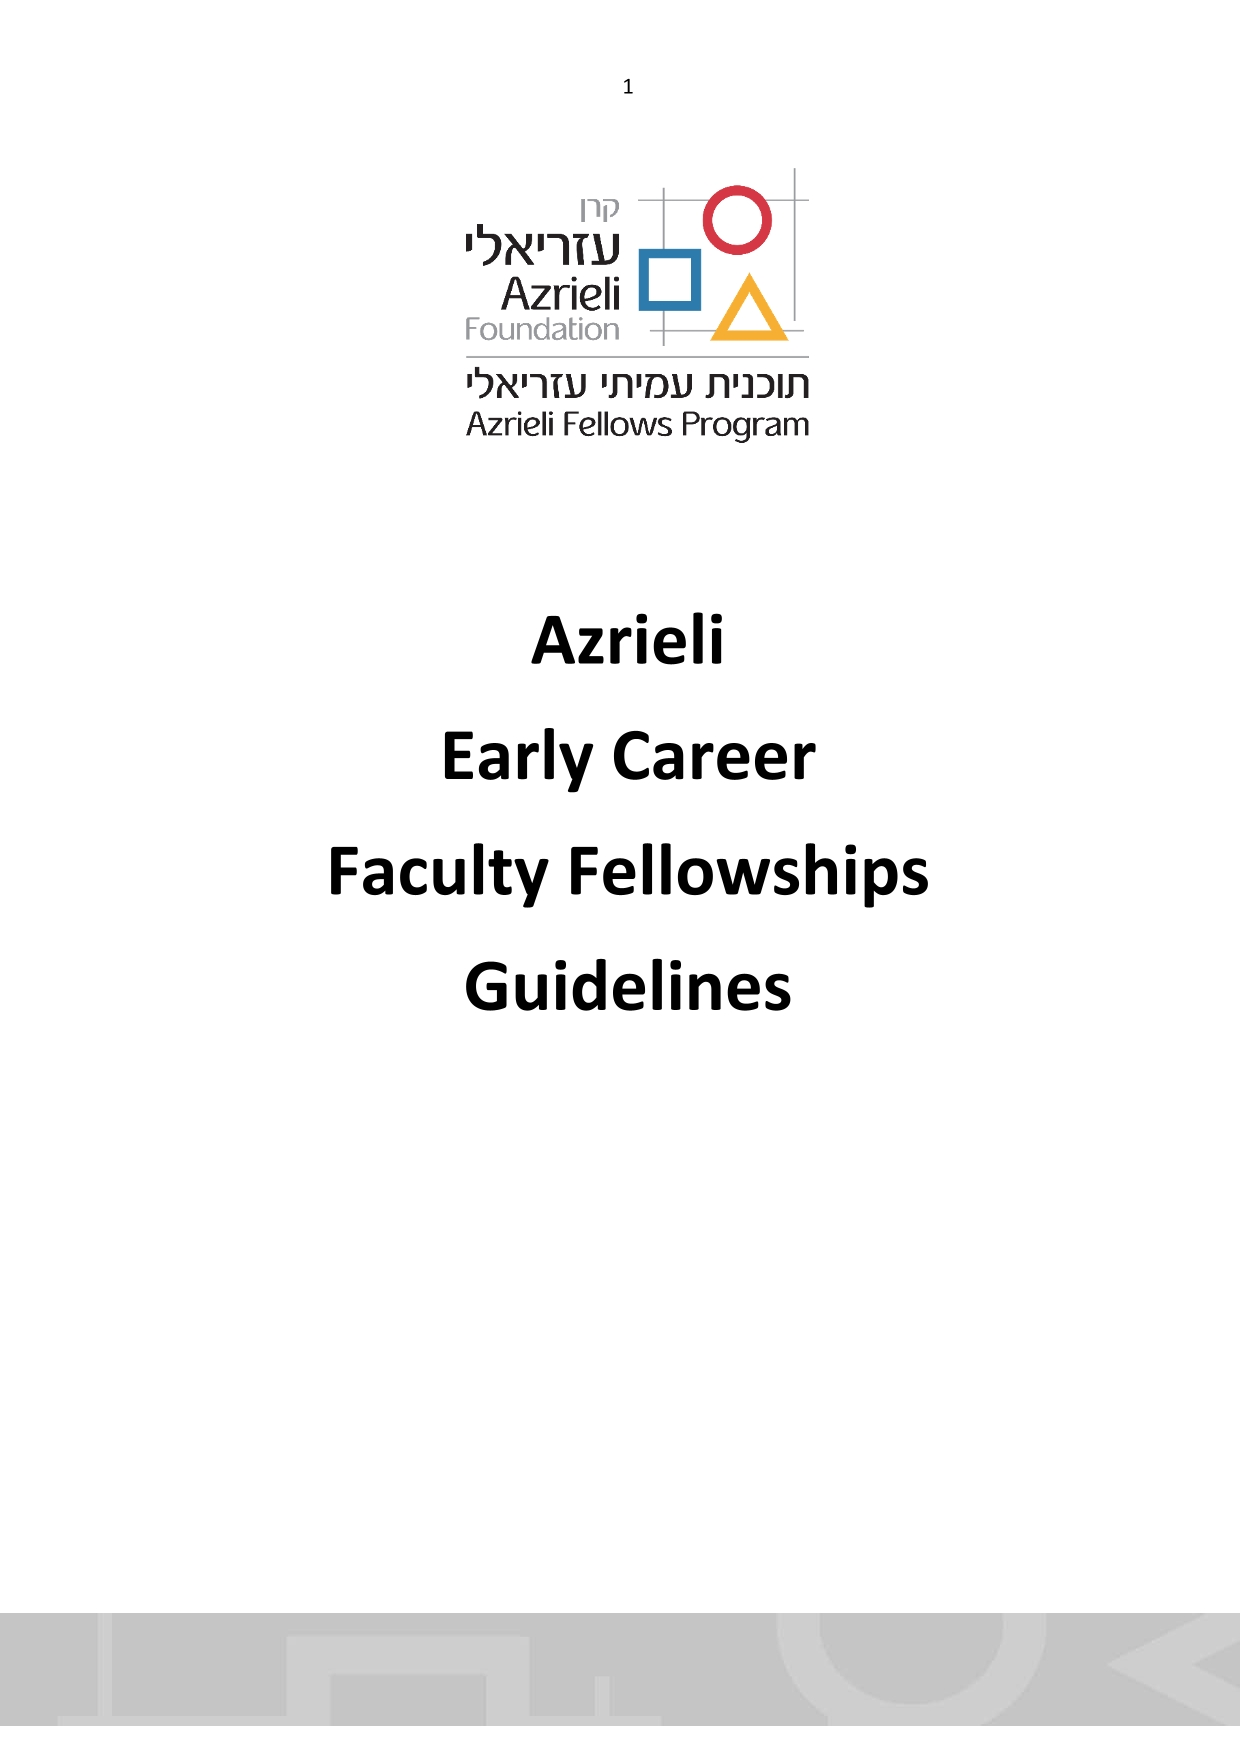 1
קרן
עזריאלי
Azrieli
Foundation
תוכנית עמיתי עזריאלי
Azrieli Fellows Program
Azrieli
Early Career
Faculty Fellowships
Guidelines